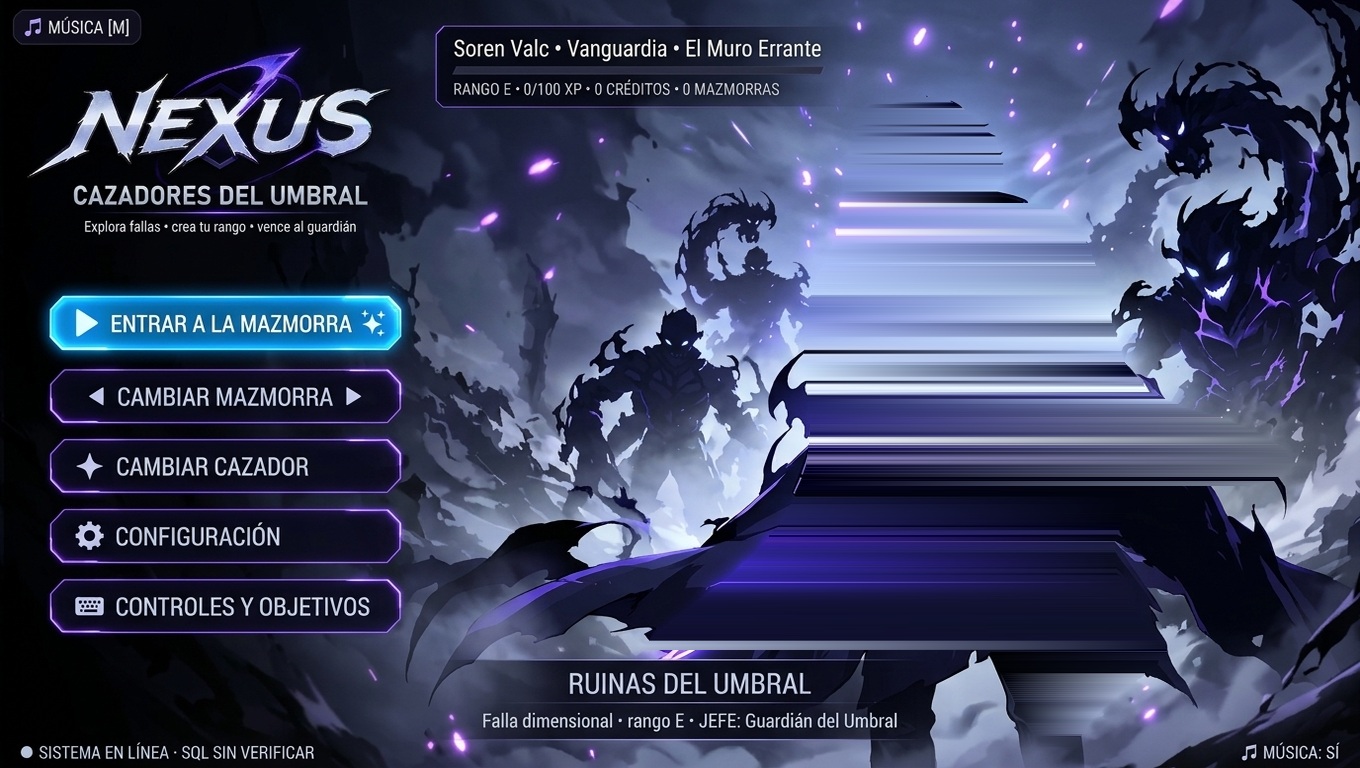 MÚSICA [M]
NEXUS
CAZADORES DEL UMBRAL
Explora fallas • crea tu rango • vence al guardián
Soren Valc • Vanguardia • El Muro Errante
RANGO E • 0/100 XP • 0 CRÉDITOS • 0 MAZMORRAS
ENTRAR A LA MAZMORRA
CAMBIAR MAZMORRA
CAMBIAR CAZADOR
CONFIGURACIÓN
CONTROLES Y OBJETIVOS
RUINAS DEL UMBRAL
Falla dimensional • rango E • JEFE: Guardián del Umbral
SISTEMA EN LÍNEA · SQL SIN VERIFICAR
MÚSICA: SÍ